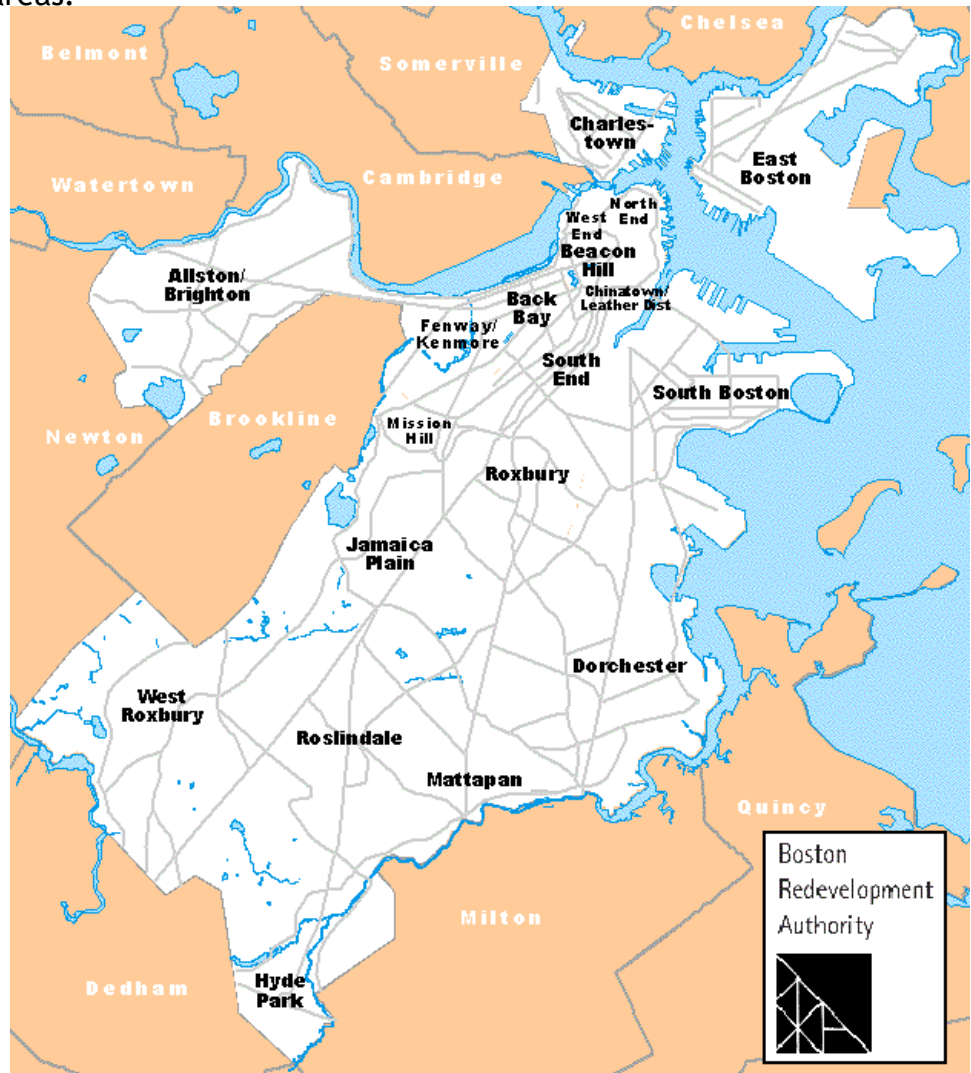 areas.
Chelsea
Belmont
Somerville
Charles-
town
East
Boston
Watertown
Cambridge
North
End
West
End
Beacon
Hill
Allston/
Brighton
Chinatown/
Leather Dist
Back
Bay
Fenway/
Kenmore
South
End
South Boston
Brookline
Newton
Mission
Hill
Roxbury
Jamaica
Plain
Dorchester
West
Roxbury
Roslindale
Mattapan
Quincy
Boston
Redevelopment
Authority
Milton
Hyde
Park
Dedham